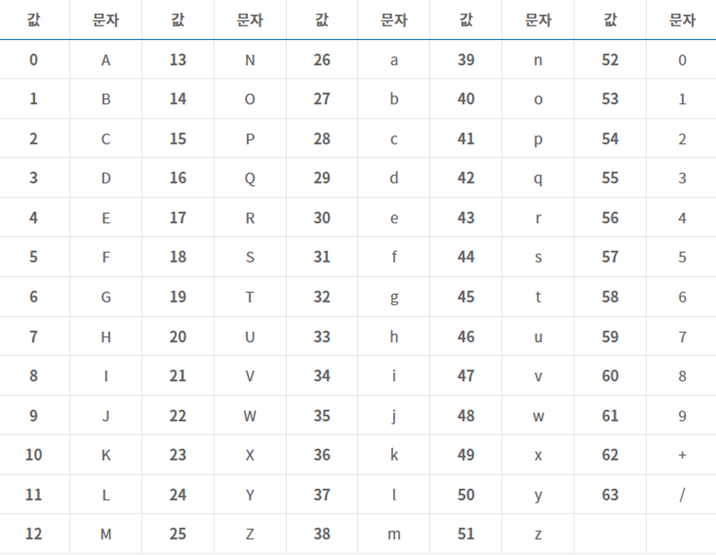 값 문자 값 문자 값 문자 값 문자 값 문자
0 A 13 N 26 a 39 n 52 0
1 B 14 O 27 b 40 o 53 1
2 C 15 P 28 c 41 p 54 2
3 D 16 Q 29 d 42 q 55 3
4 E 17 R 30 e 43 r 56 4
5 F 18 S 31 f 44 s 57 5
6 G 19 T 32 g 45 t 58 6
7 H 20 U 33 h 46 u 59 7
8 I 21 V 34 i 47 v 60 8
9 J 22 W 35 j 48 w 61 9
10 K 23 X 36 k 49 x 62 +
11 L 24 Y 37 l 50 y 63 /
12 M 25 Z 38 m 51 z